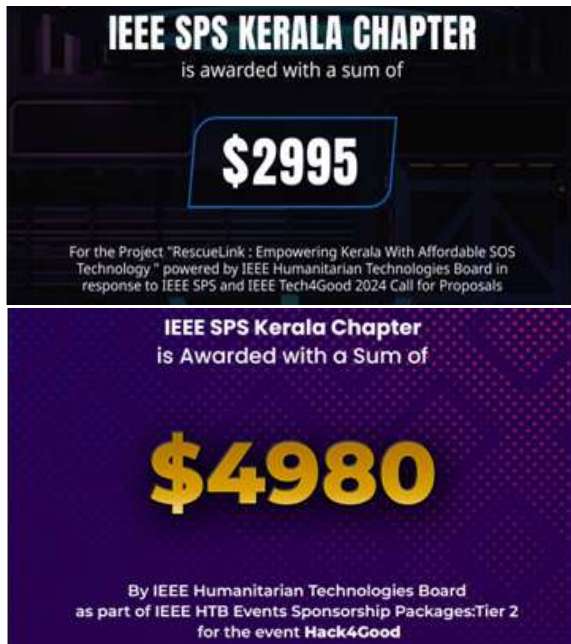 IEEE SPS KERALA CHAPTER
is awarded with a sum of
$2995
For the Project "RescueLink : Empowering Kerala With Affordable SOS
Technology " powered by IEEE Humanitarian Technologies Board in
response to IEEE SPS and IEEE Tech4Good 2024 Call for Proposals
IEEE SPS Kerala Chapter
is Awarded with a Sum of
$4980
By IEEE Humanitarian Technologies Board
as part of IEEE HTB Events Sponsorship Packages:Tier 2
for the event Hack4Good